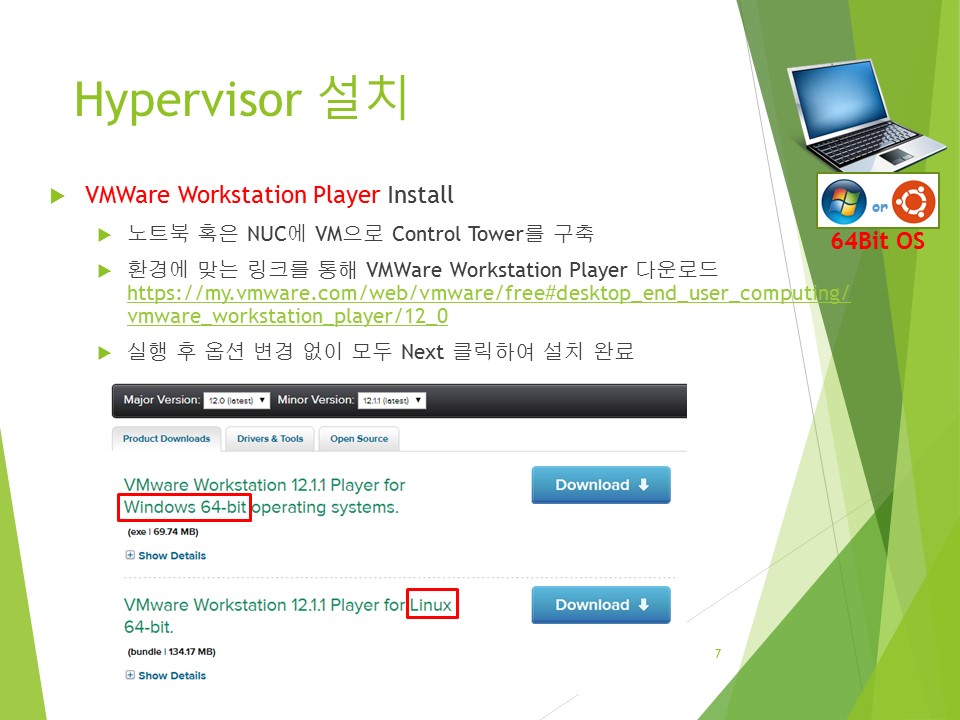 Hypervisor 설치
VMWare Workstation Player Install
노트북 혹은 NUC에 VM으로 Control Tower를 구축
환경에 맞는 링크를 통해 VMWare Workstation Player 다운로드
https://my.vmware.com/web/vmware/free#desktop_end_user_computing/
vmware_workstation_player/12_0
실행 후 옵션 변경 없이 모두 Next 클릭하여 설치 완료
or
64Bit OS
Major Version: 12.0 (latest) Minor Version: 12.1.1 (latest)
Product Downloads Drivers & Tools Open Source
VMware Workstation 12.1.1 Player for
Windows 64-bit operating systems.
Download
(exe | 69.74 MB)
Show Details
VMware Workstation 12.1.1 Player for Linux
64-bit.
Download
(bundle | 134.17 MB)
Show Details
7